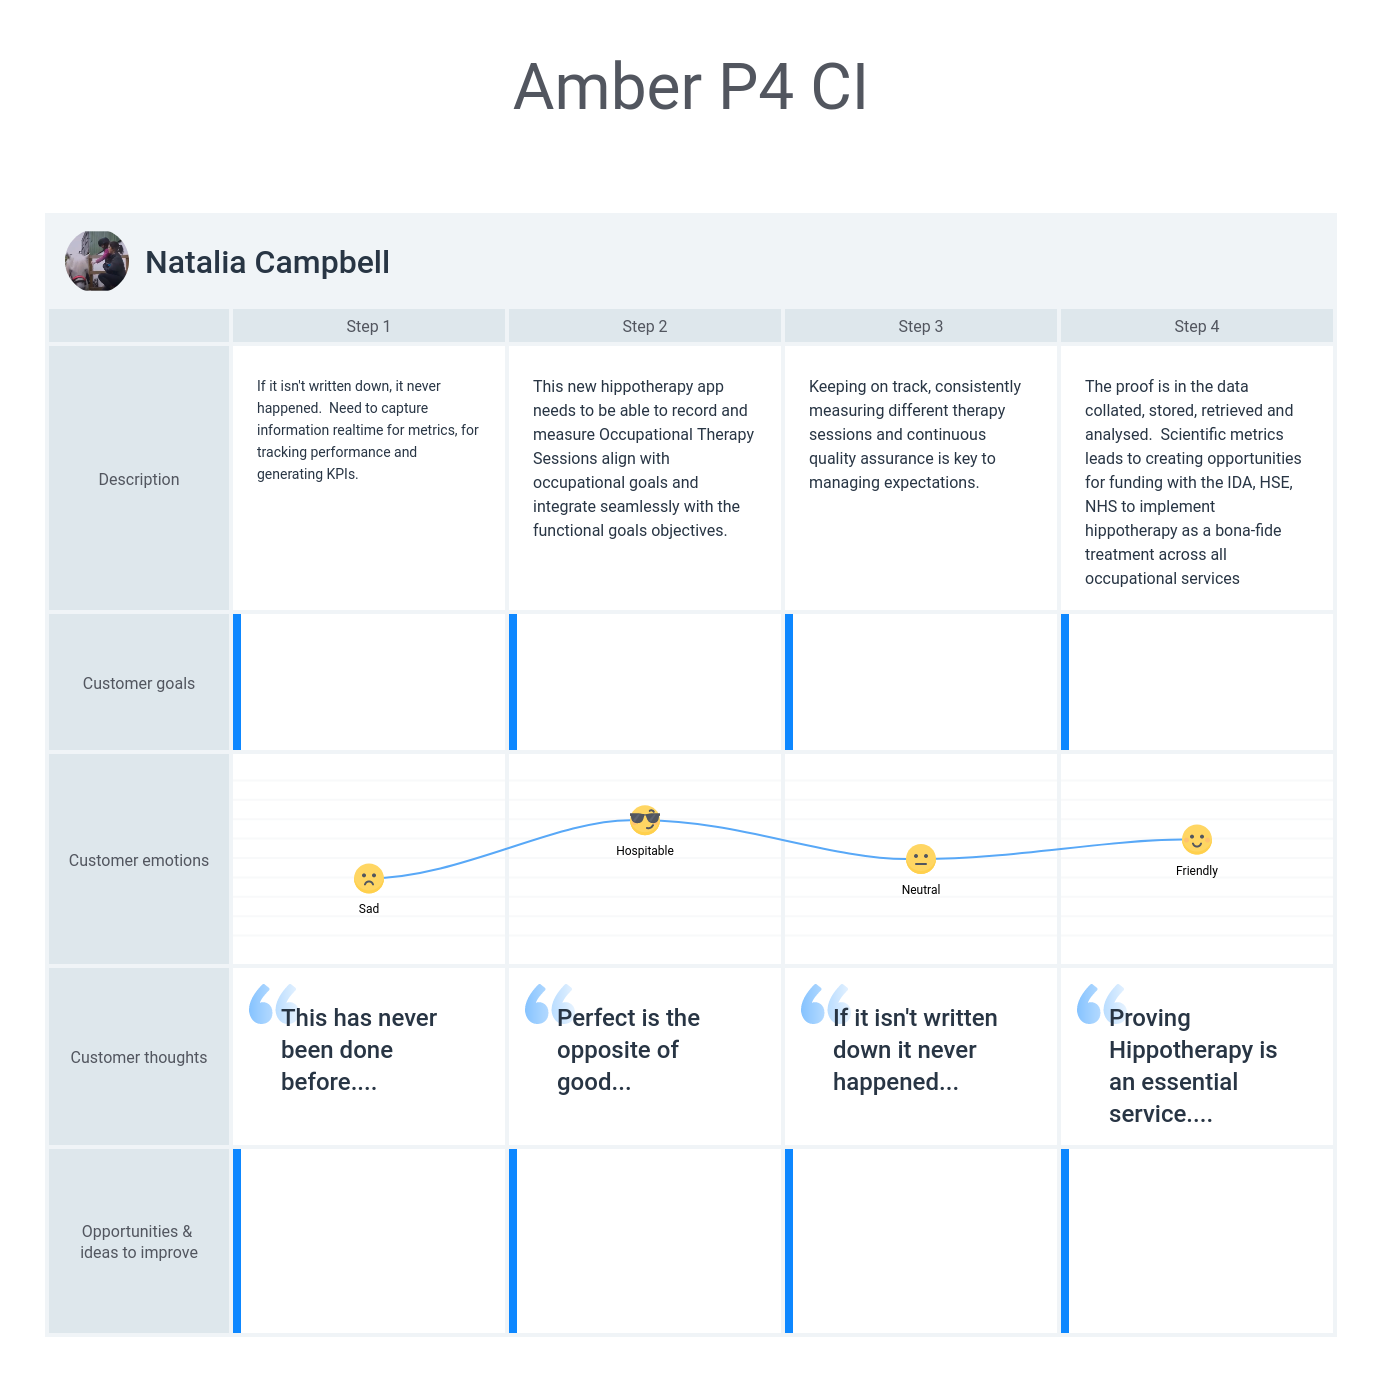 Amber P4 CI
Natalia Campbell
Step 1
Step 2
Step 3
Step 4
Description
If it isn't written down, it never
happened.  Need to capture
information realtime for metrics, for
tracking performance and
generating KPIs.
This new hippotherapy app
needs to be able to record and
measure Occupational Therapy
Sessions align with
occupational goals and
integrate seamlessly with the
functional goals objectives.
Keeping on track, consistently
measuring different therapy
sessions and continuous
quality assurance is key to
managing expectations.
The proof is in the data
collated, stored, retrieved and
analysed.  Scientific metrics
leads to creating opportunities
for funding with the IDA, HSE,
NHS to implement
hippotherapy as a bona-fide
treatment across all
occupational services
Customer goals
Customer emotions
Sad
Hospitable
Neutral
Friendly
Customer thoughts
This has never
been done
before....
Perfect is the
opposite of
good...
If it isn't written
down it never
happened...
Proving
Hippotherapy is
an essential
service....
Opportunities &
ideas to improve